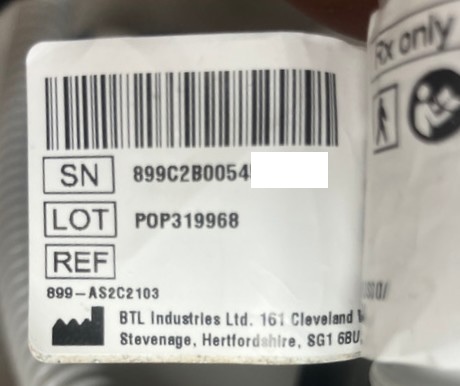 Rx only
SN 899C2B0054
LOT POP319968
REF
899-AS2C2103
BTL Industries Ltd. 161 Cleveland
Stevenage, Hertfordshire, SG1 6BU,